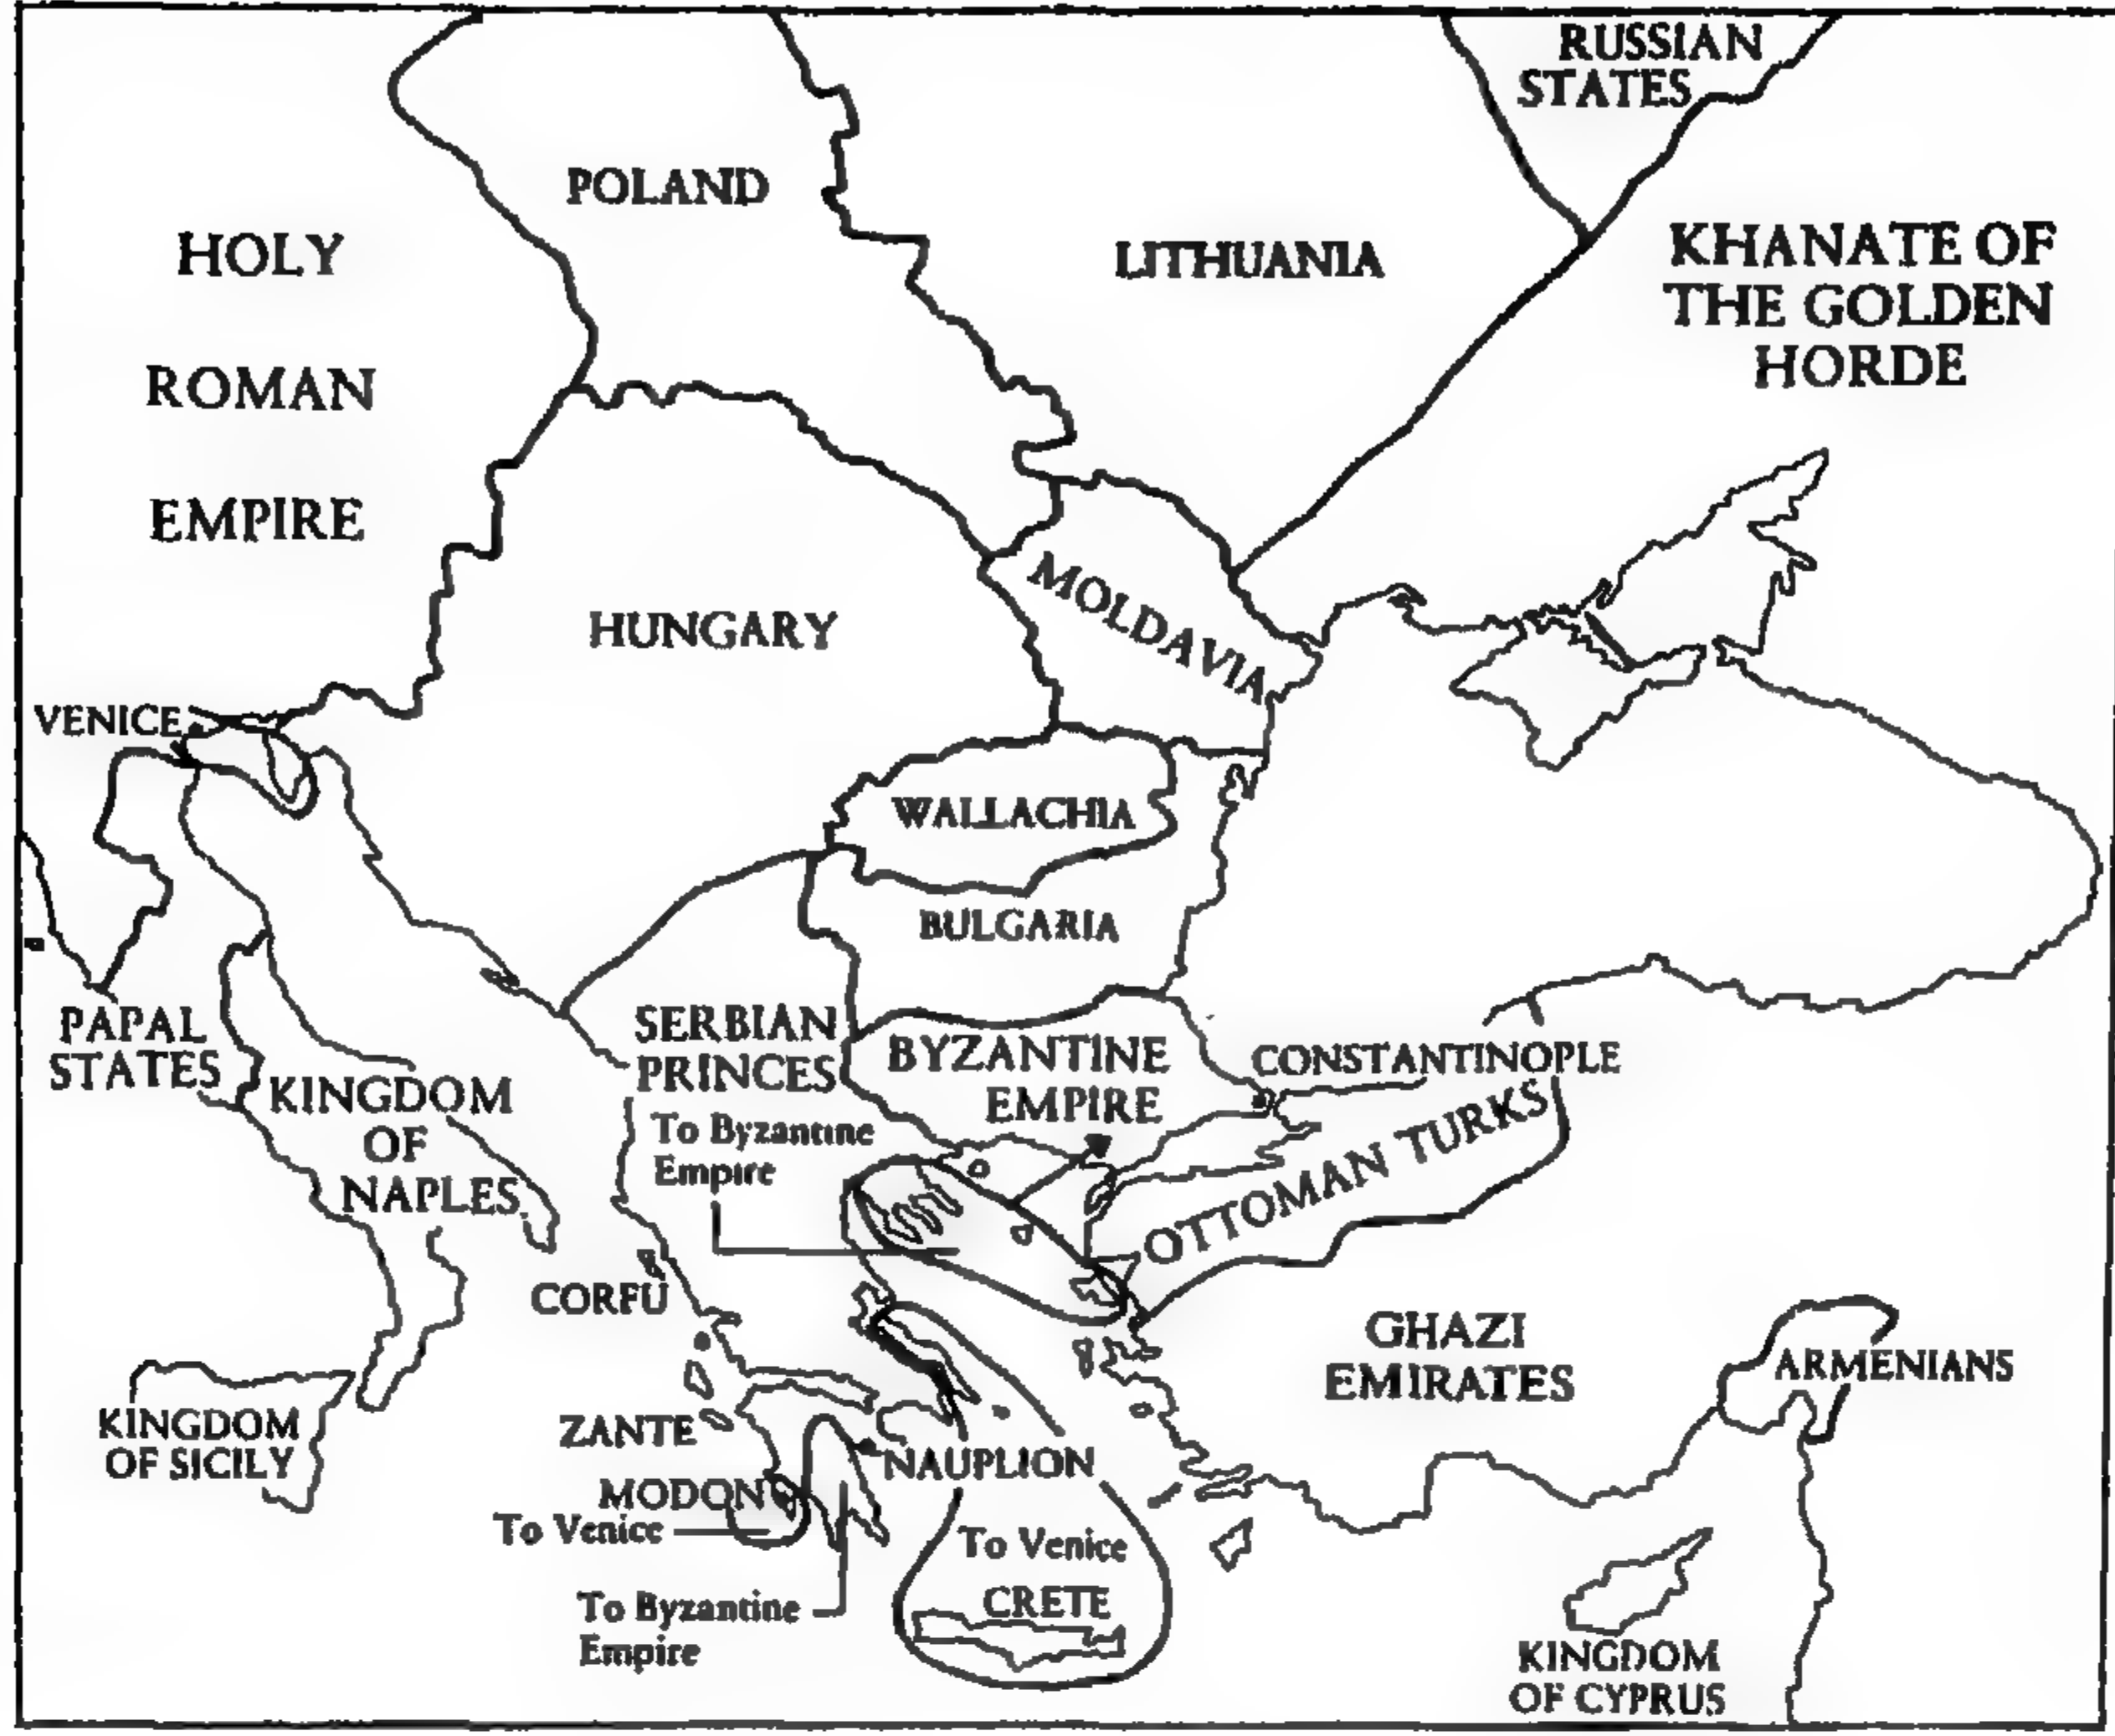 RUSSIAN
STATES
POLAND
HOLY
ROMAN
EMPIRE
LITHUANIA
KHANATE OF
THE GOLDEN
HORDE
HUNGARY
MOLDAVIA
VENICE
WALLACHIA
BULGARIA
PAPAL
STATES
SERBIAN
PRINCES
BYZANTINE
EMPIRE
CONSTANTINOPLE
KINGDOM
OF
NAPLES
To Byzantine
Empire
OTTOMAN TURKS
CORFU
GHAZI
EMIRATES
ARMENIANS
KINGDOM
OF SICILY
ZANTE
NAUPLION
MODON
To Venice
To Venice
CRETE
To Byzantine
Empire
KINGDOM
OF CYPRUS